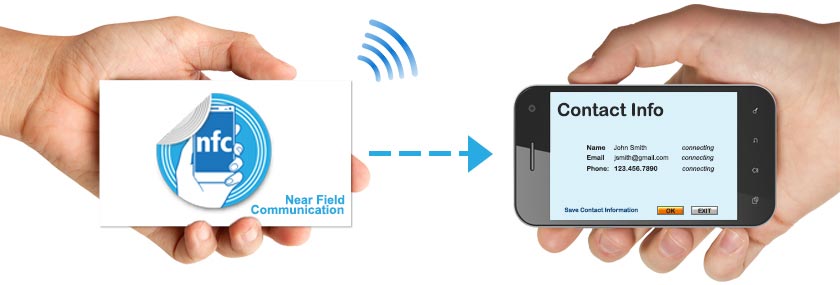 nfc
Near Field
Communication
Contact Info
Name John Smith connecting
Email jsmith@gmail.com connecting
Phone: 123.456.7890 connecting
Save Contact Information OK EXIT